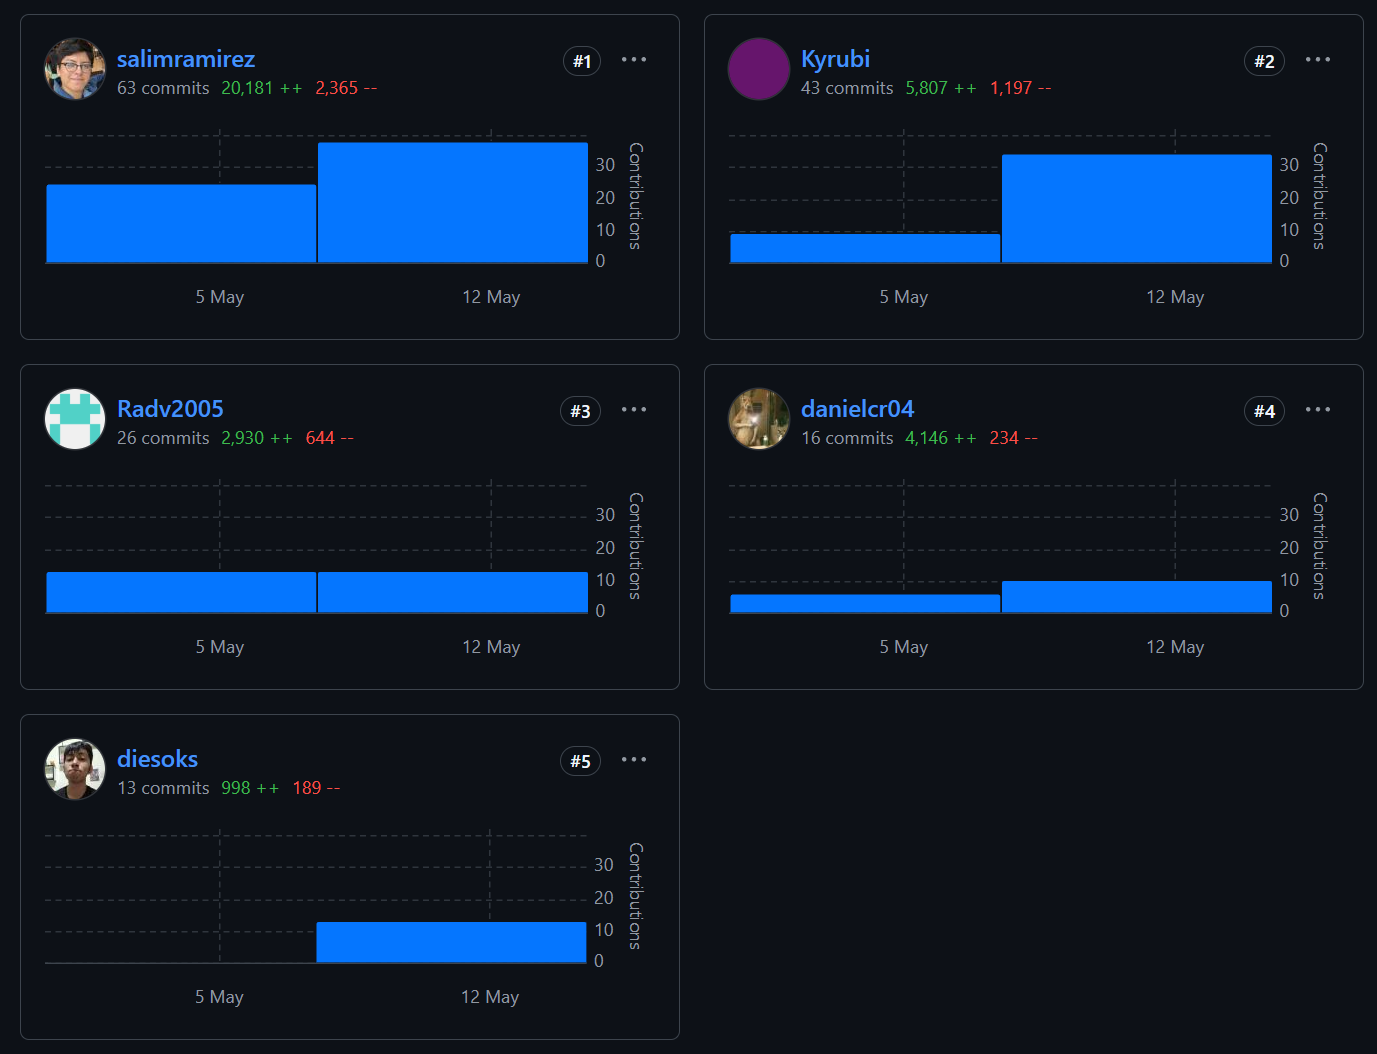 salimramirez
#1
63 commits 20,181 ++ 2,365 --
30
20
10
0
Contributions
5 May 12 May
Kyrubi
#2
43 commits 5,807 ++ 1,197 --
30
20
10
0
Contributions
5 May 12 May
Radv2005
#3
26 commits 2,930 ++ 644 --
30
20
10
0
Contributions
5 May 12 May
danielcr04
#4
16 commits 4,146 ++ 234 --
30
20
10
0
Contributions
5 May 12 May
diesoks
#5
13 commits 998 ++ 189 --
30
20
10
0
Contributions
5 May 12 May